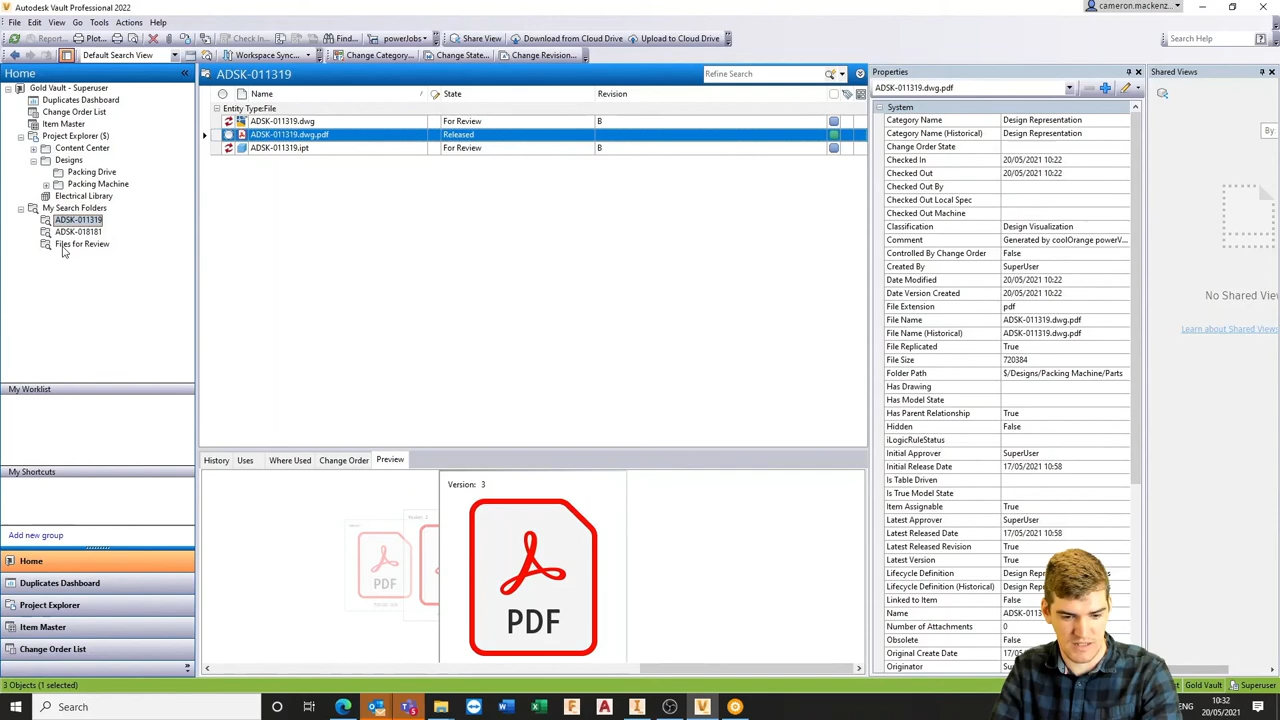 Autodesk Vault Professional 2022
cameron.mackenz...
File Edit View Go Tools Actions Help
Report... Plot... Check In... Find... powerJobs Share View Download from Cloud Drive Upload to Cloud Drive Search Help
Default Search View Workspace Sync... Change Category... Change State... Change Revision...
Home
Gold Vault - Superuser
Duplicates Dashboard
Change Order List
Item Master
Project Explorer ($)
Content Center
Designs
Packing Drive
Packing Machine
Electrical Library
My Search Folders
ADSK-011319
ADSK-018181
Files for Review
My Worklist
My Shortcuts
Add new group
Home
Duplicates Dashboard
Project Explorer
Item Master
Change Order List
3 Objects (1 selected)
ADSK-011319
Refine Search
Name State Revision
Entity Type:File
ADSK-011319.dwg For Review B
ADSK-011319.dwg.pdf Released
ADSK-011319.ipt For Review B
History Uses Where Used Change Order Preview
Version: 3
PDF
PDF
Properties
ADSK-011319.dwg.pdf
System
Category Name Design Representation
Category Name (Historical) Design Representation
Change Order State
Checked In 20/05/2021 10:22
Checked Out 20/05/2021 10:22
Checked Out By
Checked Out Local Spec
Checked Out Machine
Classification Design Visualization
Comment Generated by coolOrange powerV...
Controlled By Change Order False
Created By SuperUser
Date Modified 20/05/2021 10:22
Date Version Created 20/05/2021 10:22
File Extension pdf
File Name ADSK-011319.dwg.pdf
File Name (Historical) ADSK-011319.dwg.pdf
File Replicated True
File Size 720384
Folder Path $/Designs/Packing Machine/Parts
Has Drawing
Has Model State
Has Parent Relationship True
Hidden False
iLogicRuleStatus
Initial Approver SuperUser
Initial Release Date 17/05/2021 10:58
Is Table Driven
Is True Model State
Item Assignable True
Latest Approver SuperUser
Latest Released Date 17/05/2021 10:58
Latest Released Revision True
Latest Version True
Lifecycle Definition Design Rep
Lifecycle Definition (Historical) Design Rep
Linked to Item False
Name ADSK-0113
Number of Attachments 0
Obsolete False
Original Create Date 17/05
Originator
Shared Views
By
No Shared View
Learn about Shared Views
Gold Vault Superuser
Search
ENG 10:32
20/05/2021